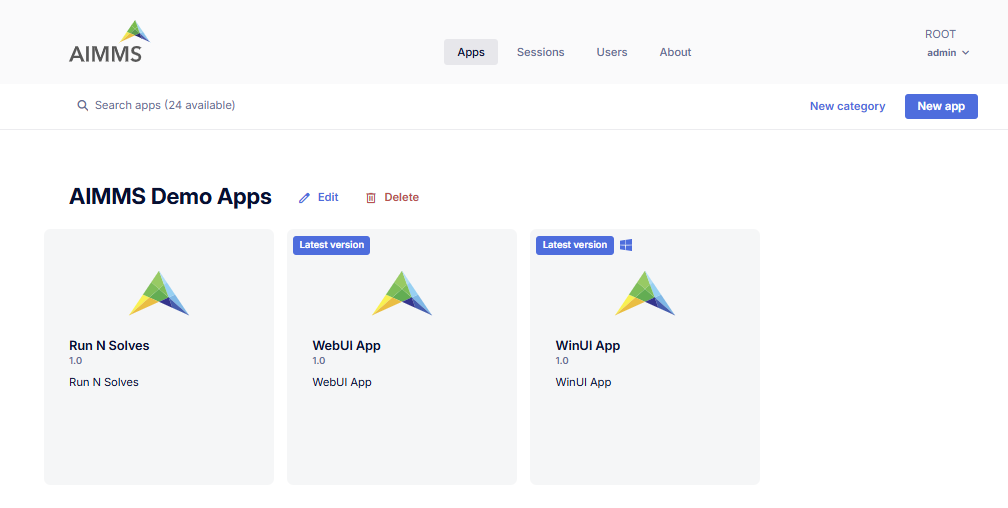 AIMMS
Apps
Sessions
Users
About
ROOT
admin
Search apps (24 available)
New category
New app
AIMMS Demo Apps
Edit
Delete
Run N Solves
1.0
Run N Solves
Latest version
WebUI App
1.0
WebUI App
Latest version
WinUI App
1.0
WinUI App